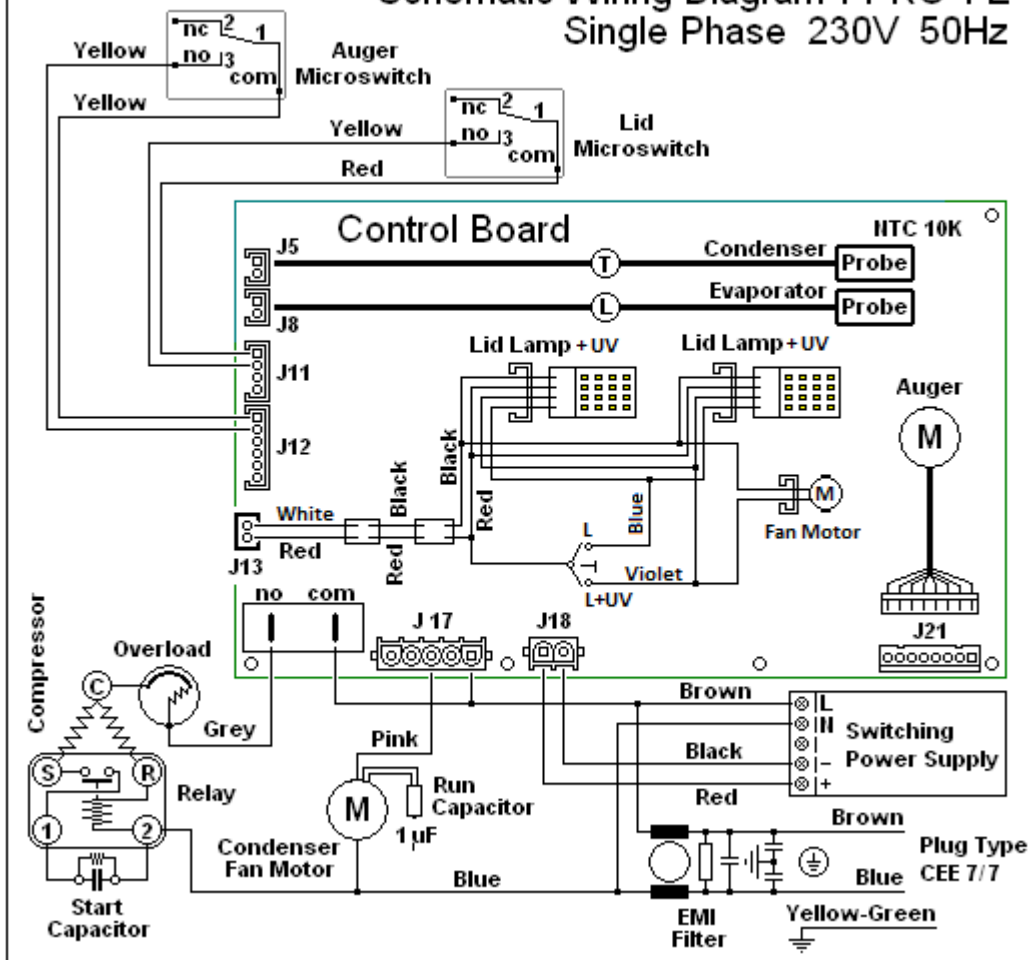 Single Phase 230V 50Hz
nc 2 1
no 3
com
Yellow
Yellow
Auger
Microswitch
nc 2 1
no 3
com
Yellow
Red
Lid
Microswitch
Control Board
NTC 10K
J5
T
Condenser
Probe
J8
L
Evaporator
Probe
Lid Lamp + UV
Lid Lamp + UV
J11
J12
Auger
M
Black
Red
Black
Red
White
Red
J13
Blue
L
Violet
L+UV
M
Fan Motor
no com
J 17
J18
J21
Compressor
Overload
C
Grey
S
R
Relay
1
2
Start
Capacitor
Pink
M
Run
Capacitor
1 µF
Condenser
Fan Motor
Blue
Brown
Black
Red
L
N
–
+
Switching
Power Supply
Brown
Blue
Plug Type
CEE 7/7
EMI
Filter
Yellow-Green